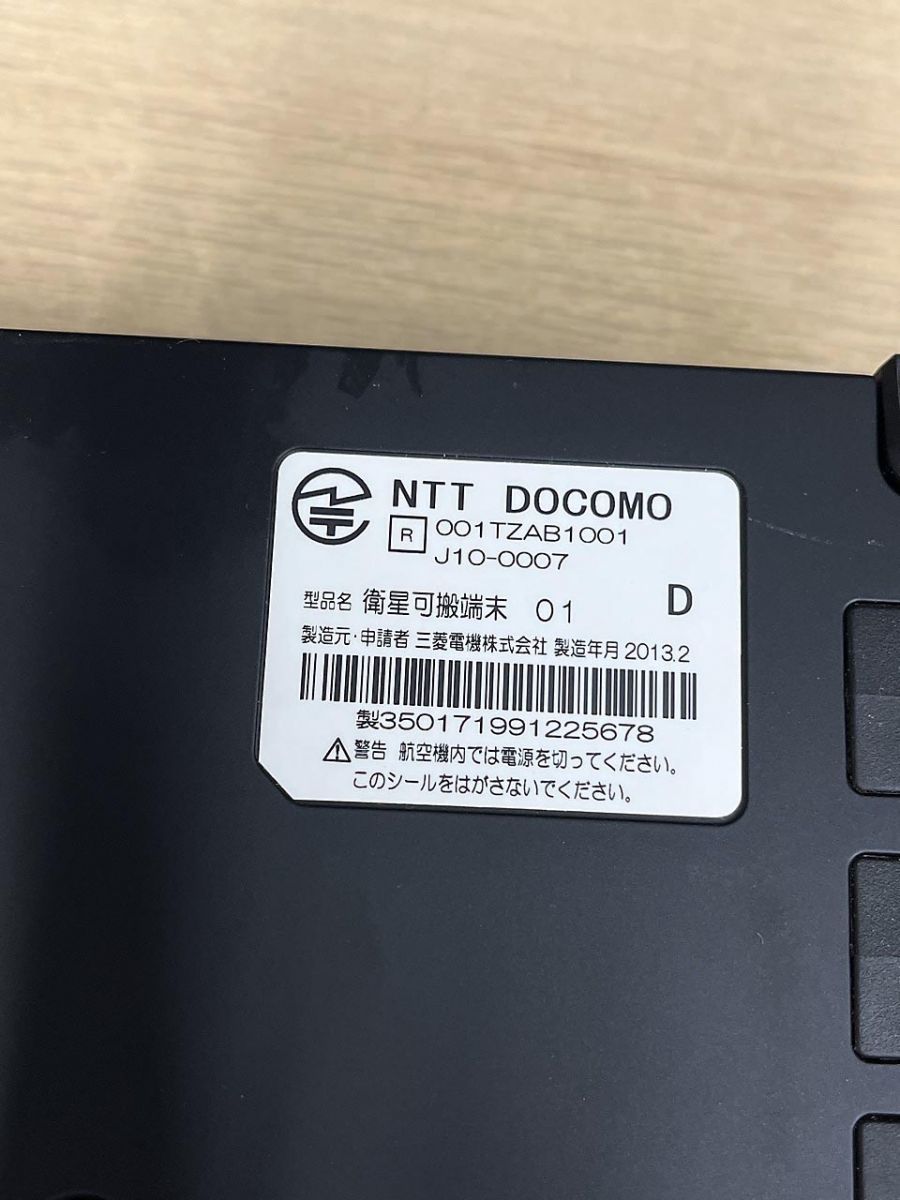 NTT DOCOMO
R 001TZAB1001
J10-0007
型品名 衛星可搬端末 01 D
製造元・申請者 三菱電機株式会社 製造年月 2013.2
製350171991225678
警告 航空機内では電源を切ってください。
このシールをはがさないでください。